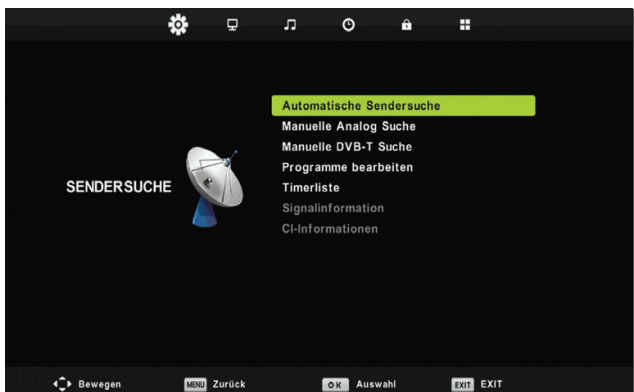 Automatische Sendersuche
Manuelle Analog Suche
Manuelle DVB-T Suche
Programme bearbeiten
SENDERSUCHE
Timerliste
Signalinformation
CI-Informationen
Bewegen
MENU Zurück
OK Auswahl
EXIT EXIT